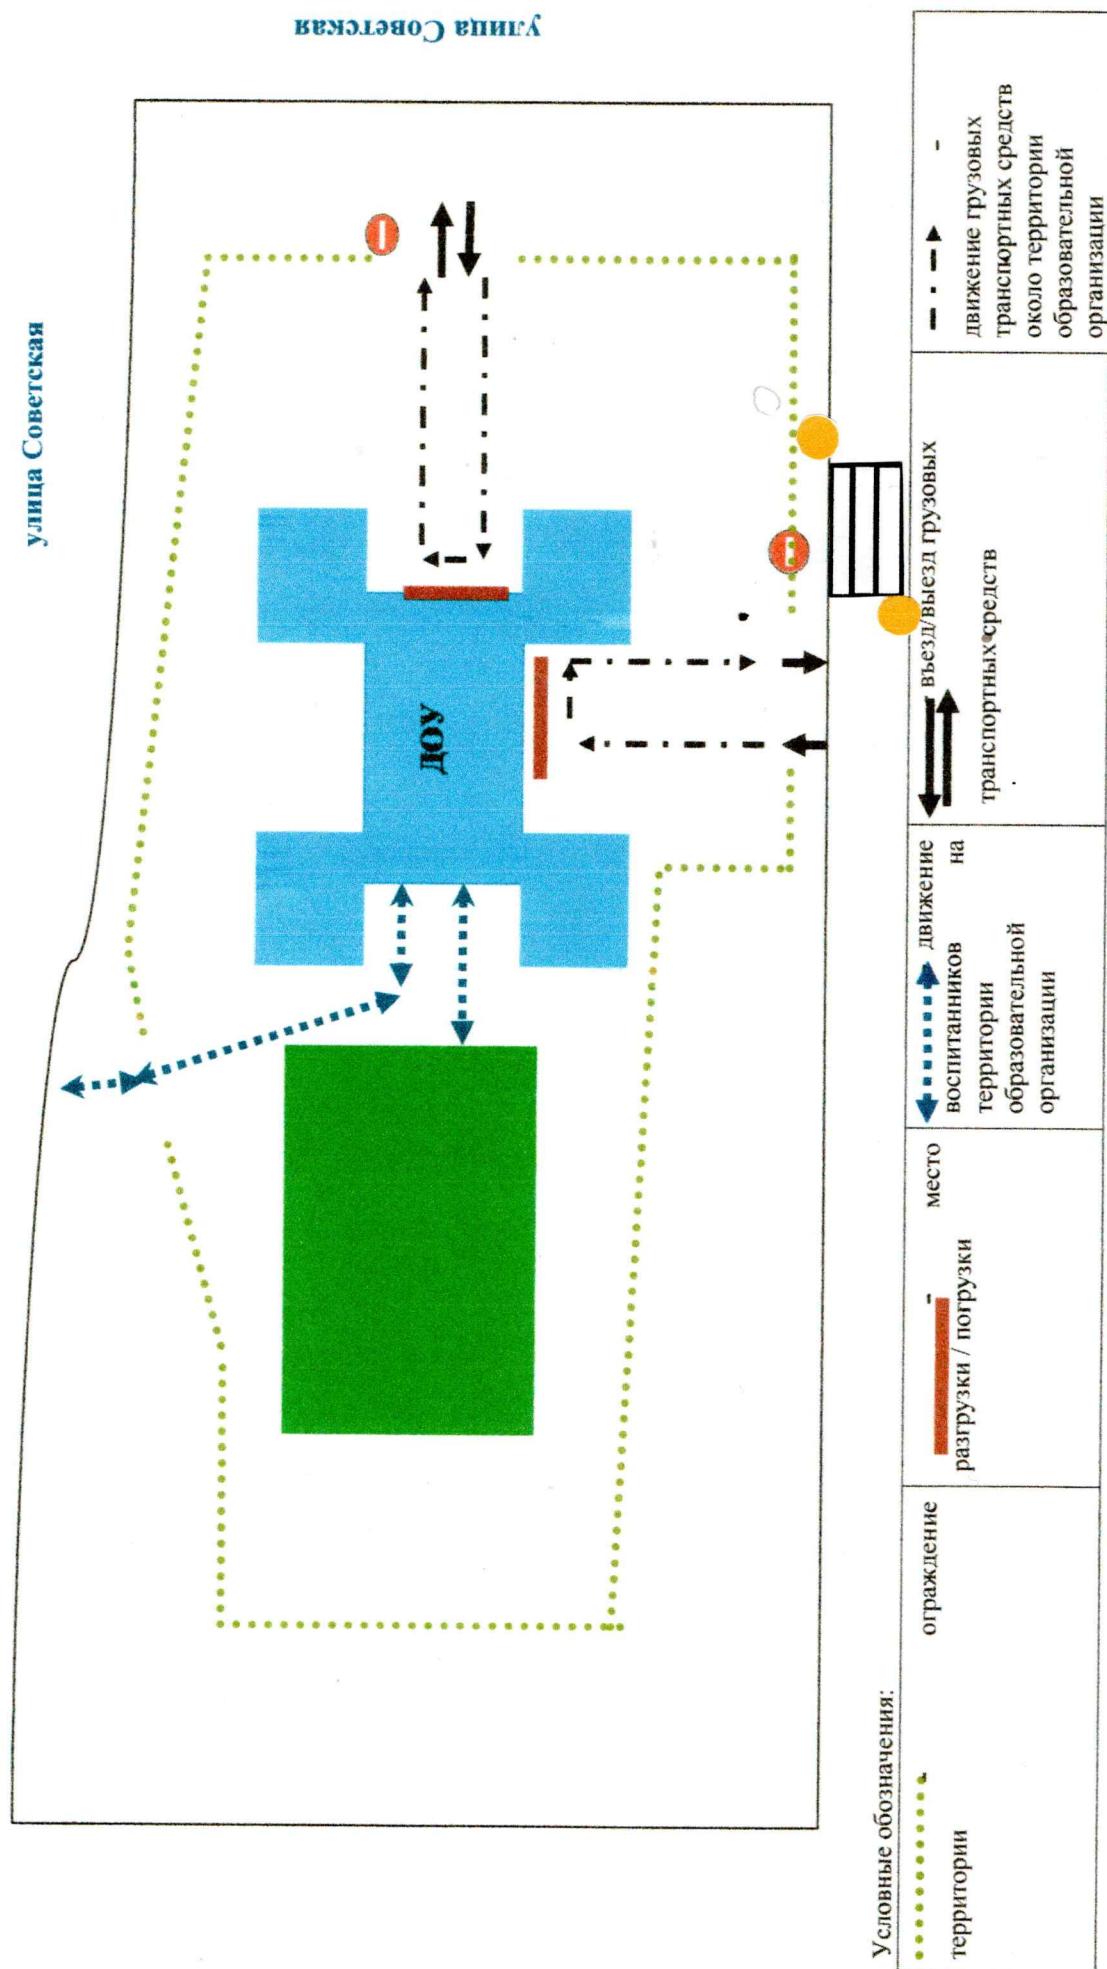 улица Советская
улица Советская
ДОУ
Условные обозначения:
- ограждение
территории
- место
разгрузки / погрузки
движение
воспитанников на
территории
образовательной
организации
въезд/выезд грузовых
транспортных средств
-
движение грузовых
транспортных средств
около территории
образовательной
организации